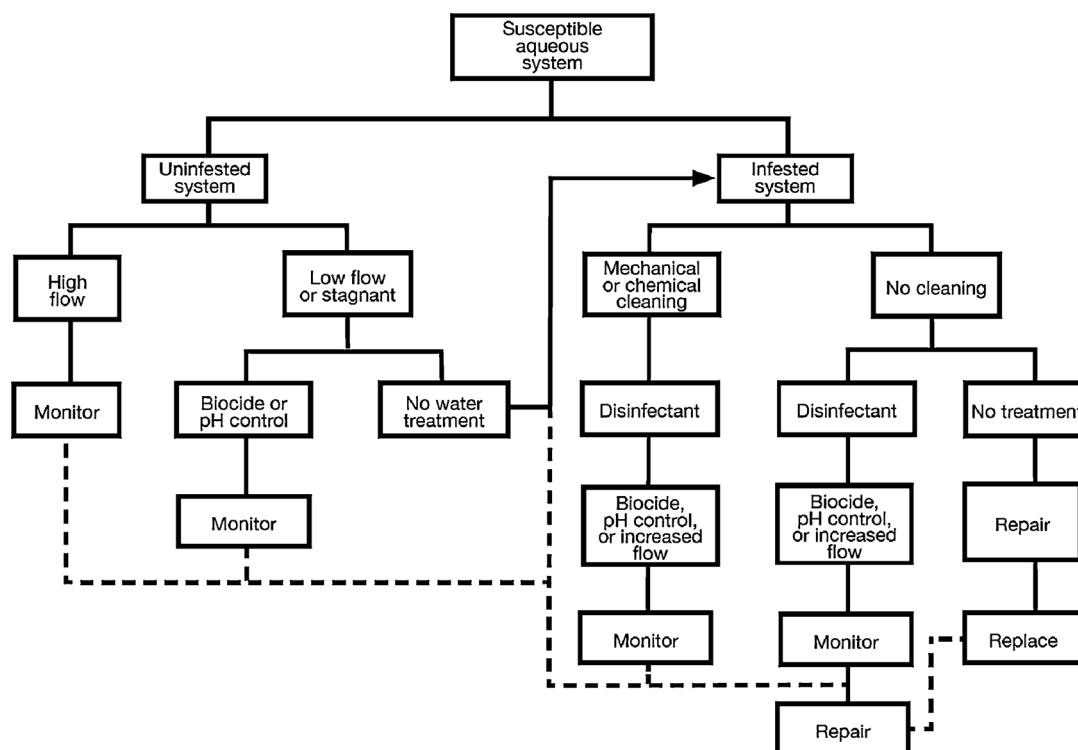 Susceptible
aqueous
system
Uninfested
system
Infested
system
High
flow
Low flow
or stagnant
Mechanical
or chemical
cleaning
No cleaning
Monitor
Biocide or
pH control
No water
treatment
Disinfectant
Disinfectant
No treatment
Monitor
Biocide,
pH control,
or increased
flow
Biocide,
pH control,
or increased
flow
Repair
Monitor
Monitor
Replace
Repair